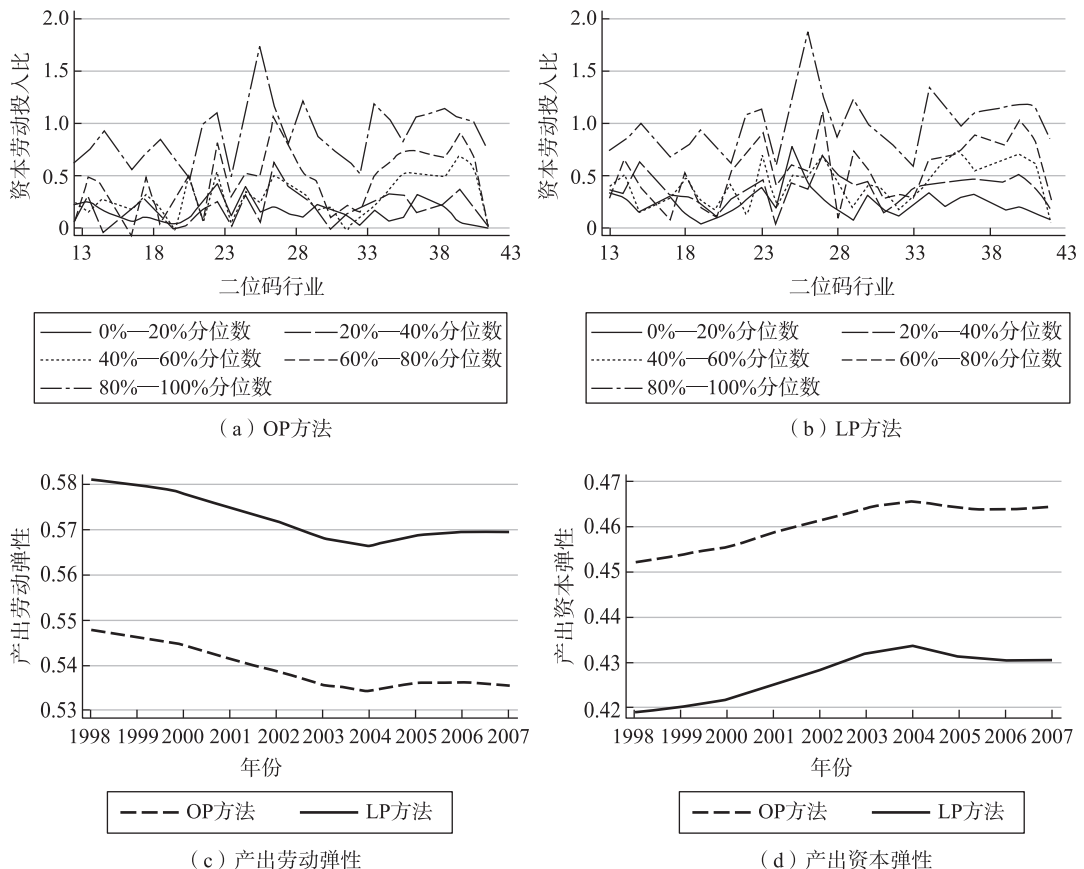 2.0
1.5
1.0
0.5
0
资本劳动投入比
13 18 23 28 33 38 43
二位码行业
0%—20%分位数 20%—40%分位数
40%—60%分位数 60%—80%分位数
80%—100%分位数
（a）OP方法
2.0
1.5
1.0
0.5
0
资本劳动投入比
13 18 23 28 33 38 43
二位码行业
0%—20%分位数 20%—40%分位数
40%—60%分位数 60%—80%分位数
80%—100%分位数
（b）LP方法
0.58
0.57
0.56
0.55
0.54
0.53
产出劳动弹性
1998 1999 2000 2001 2002 2003 2004 2005 2006 2007
年份
OP方法 LP方法
（c）产出劳动弹性
0.47
0.46
0.45
0.44
0.43
0.42
产出资本弹性
1998 1999 2000 2001 2002 2003 2004 2005 2006 2007
年份
OP方法 LP方法
（d）产出资本弹性